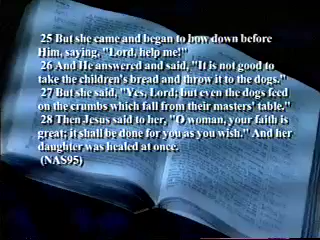 25 But she came and began to bow down before
Him, saying, "Lord, help me!"
26 And He answered and said, "It is not good to
take the children's bread and throw it to the dogs."
27 But she said, "Yes, Lord; but even the dogs feed
on the crumbs which fall from their masters' table."
28 Then Jesus said to her, "O woman, your faith is
great; it shall be done for you as you wish." And her
daughter was healed at once.
(NAS95)